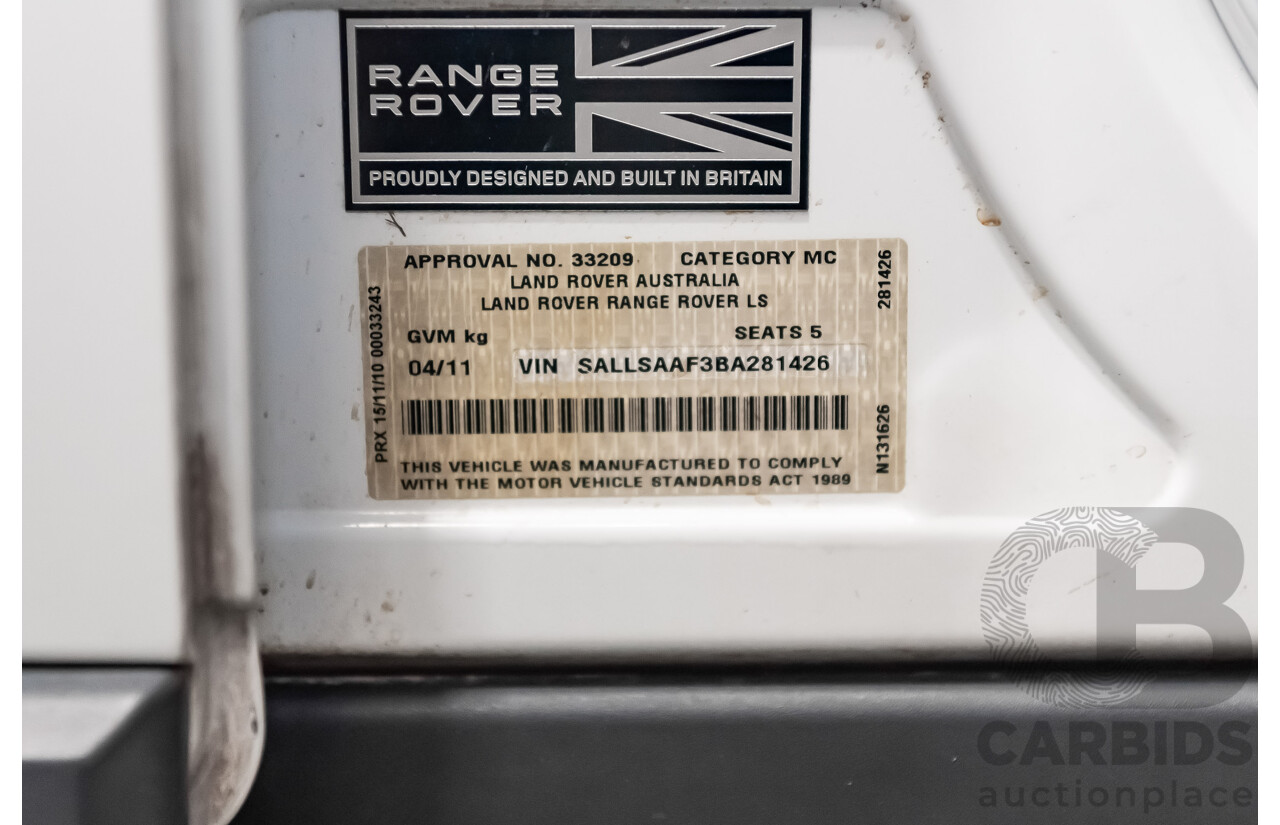 RANGE
ROVER
PROUDLY DESIGNED AND BUILT IN BRITAIN
APPROVAL NO. 33209 CATEGORY MC
LAND ROVER AUSTRALIA
LAND ROVER RANGE ROVER LS
GVM kg SEATS 5
04/11 VIN SALLSAAF3BA281426
THIS VEHICLE WAS MANUFACTURED TO COMPLY
WITH THE MOTOR VEHICLE STANDARDS ACT 1989
PRX 15/11/10 00033243
281426
N131626
CB
CARBIDS
auctionplace